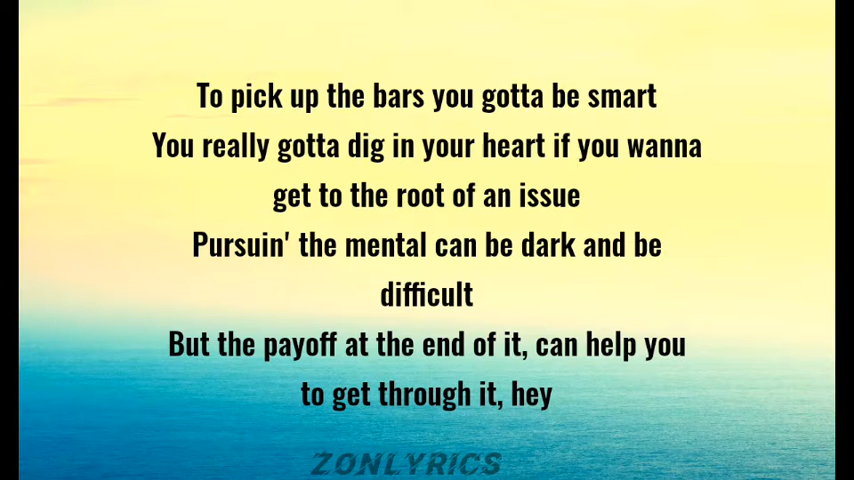 To pick up the bars you gotta be smart
You really gotta dig in your heart if you wanna
get to the root of an issue
Pursuin' the mental can be dark and be
difficult
But the payoff at the end of it, can help you
to get through it, hey
ZONLYRICS